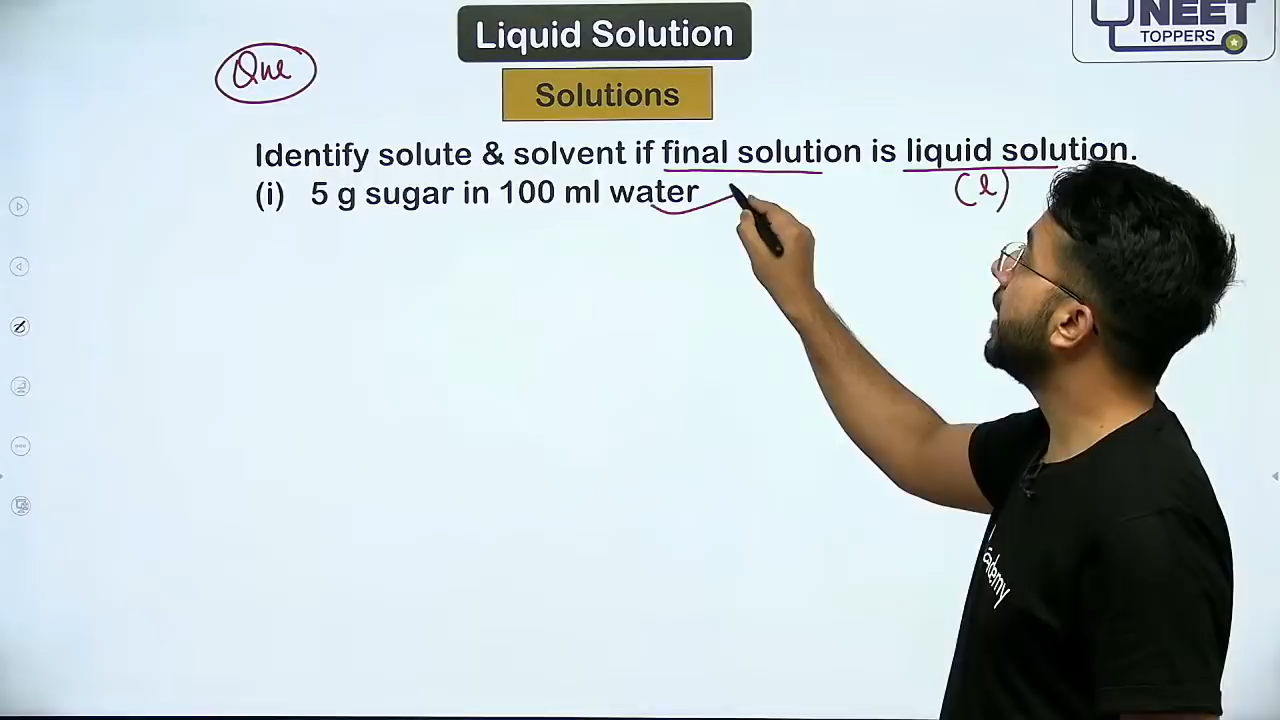 NEET
TOPPERS
Liquid Solution
Que
Solutions
Identify solute & solvent if final solution is liquid solution.
(l)
(i) 5 g sugar in 100 ml water